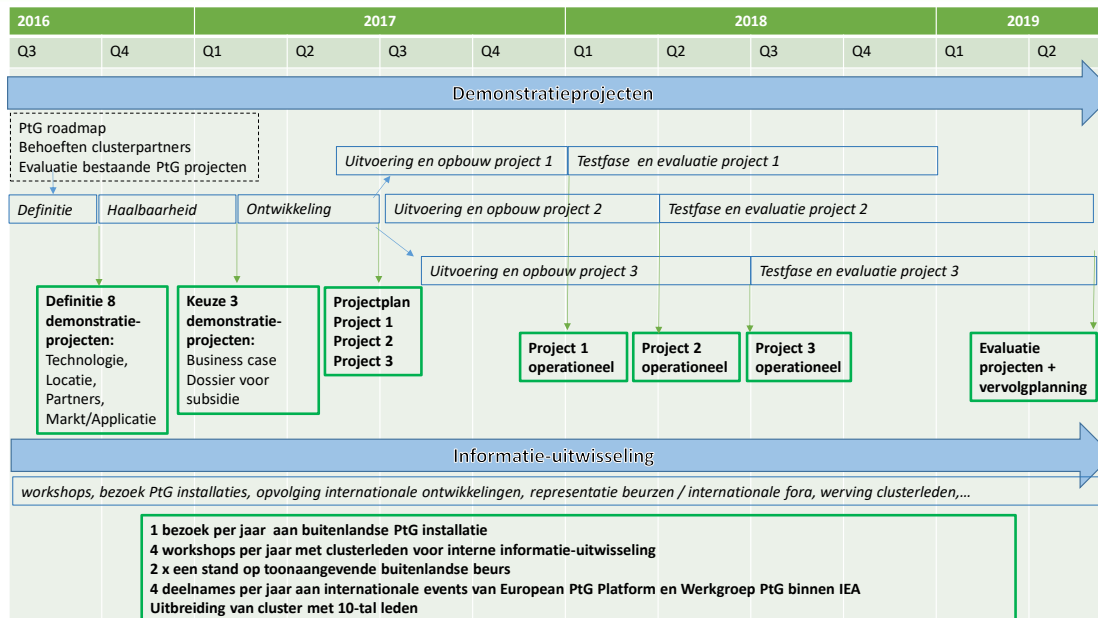 2016 2017 2018 2019
Q3 Q4 Q1 Q2 Q3 Q4 Q1 Q2 Q3 Q4 Q1 Q2
Demonstratieprojecten
PtG roadmap
Behoeften clusterpartners
Evaluatie bestaande PtG projecten
Uitvoering en opbouw project 1
Testfase en evaluatie project 1
Definitie
Haalbaarheid
Ontwikkeling
Uitvoering en opbouw project 2
Testfase en evaluatie project 2
Uitvoering en opbouw project 3
Testfase en evaluatie project 3
Definitie 8
demonstratie-
projecten:
Technologie,
Locatie,
Partners,
Markt/Applicatie
Keuze 3
demonstratie-
projecten:
Business case
Dossier voor
subsidie
Projectplan
Project 1
Project 2
Project 3
Project 1
operationeel
Project 2
operationeel
Project 3
operationeel
Evaluatie
projecten +
vervolgplanning
Informatie-uitwisseling
workshops, bezoek PtG installaties, opvolging internationale ontwikkelingen, representatie beurzen / internationale fora, werving clusterleden,...
1 bezoek per jaar aan buitenlandse PtG installatie
4 workshops per jaar met clusterleden voor interne informatie-uitwisseling
2 x een stand op toonaangevende buitenlandse beurs
4 deelnames per jaar aan internationale events van European PtG Platform en Werkgroep PtG binnen IEA
Uitbreiding van cluster met 10-tal leden